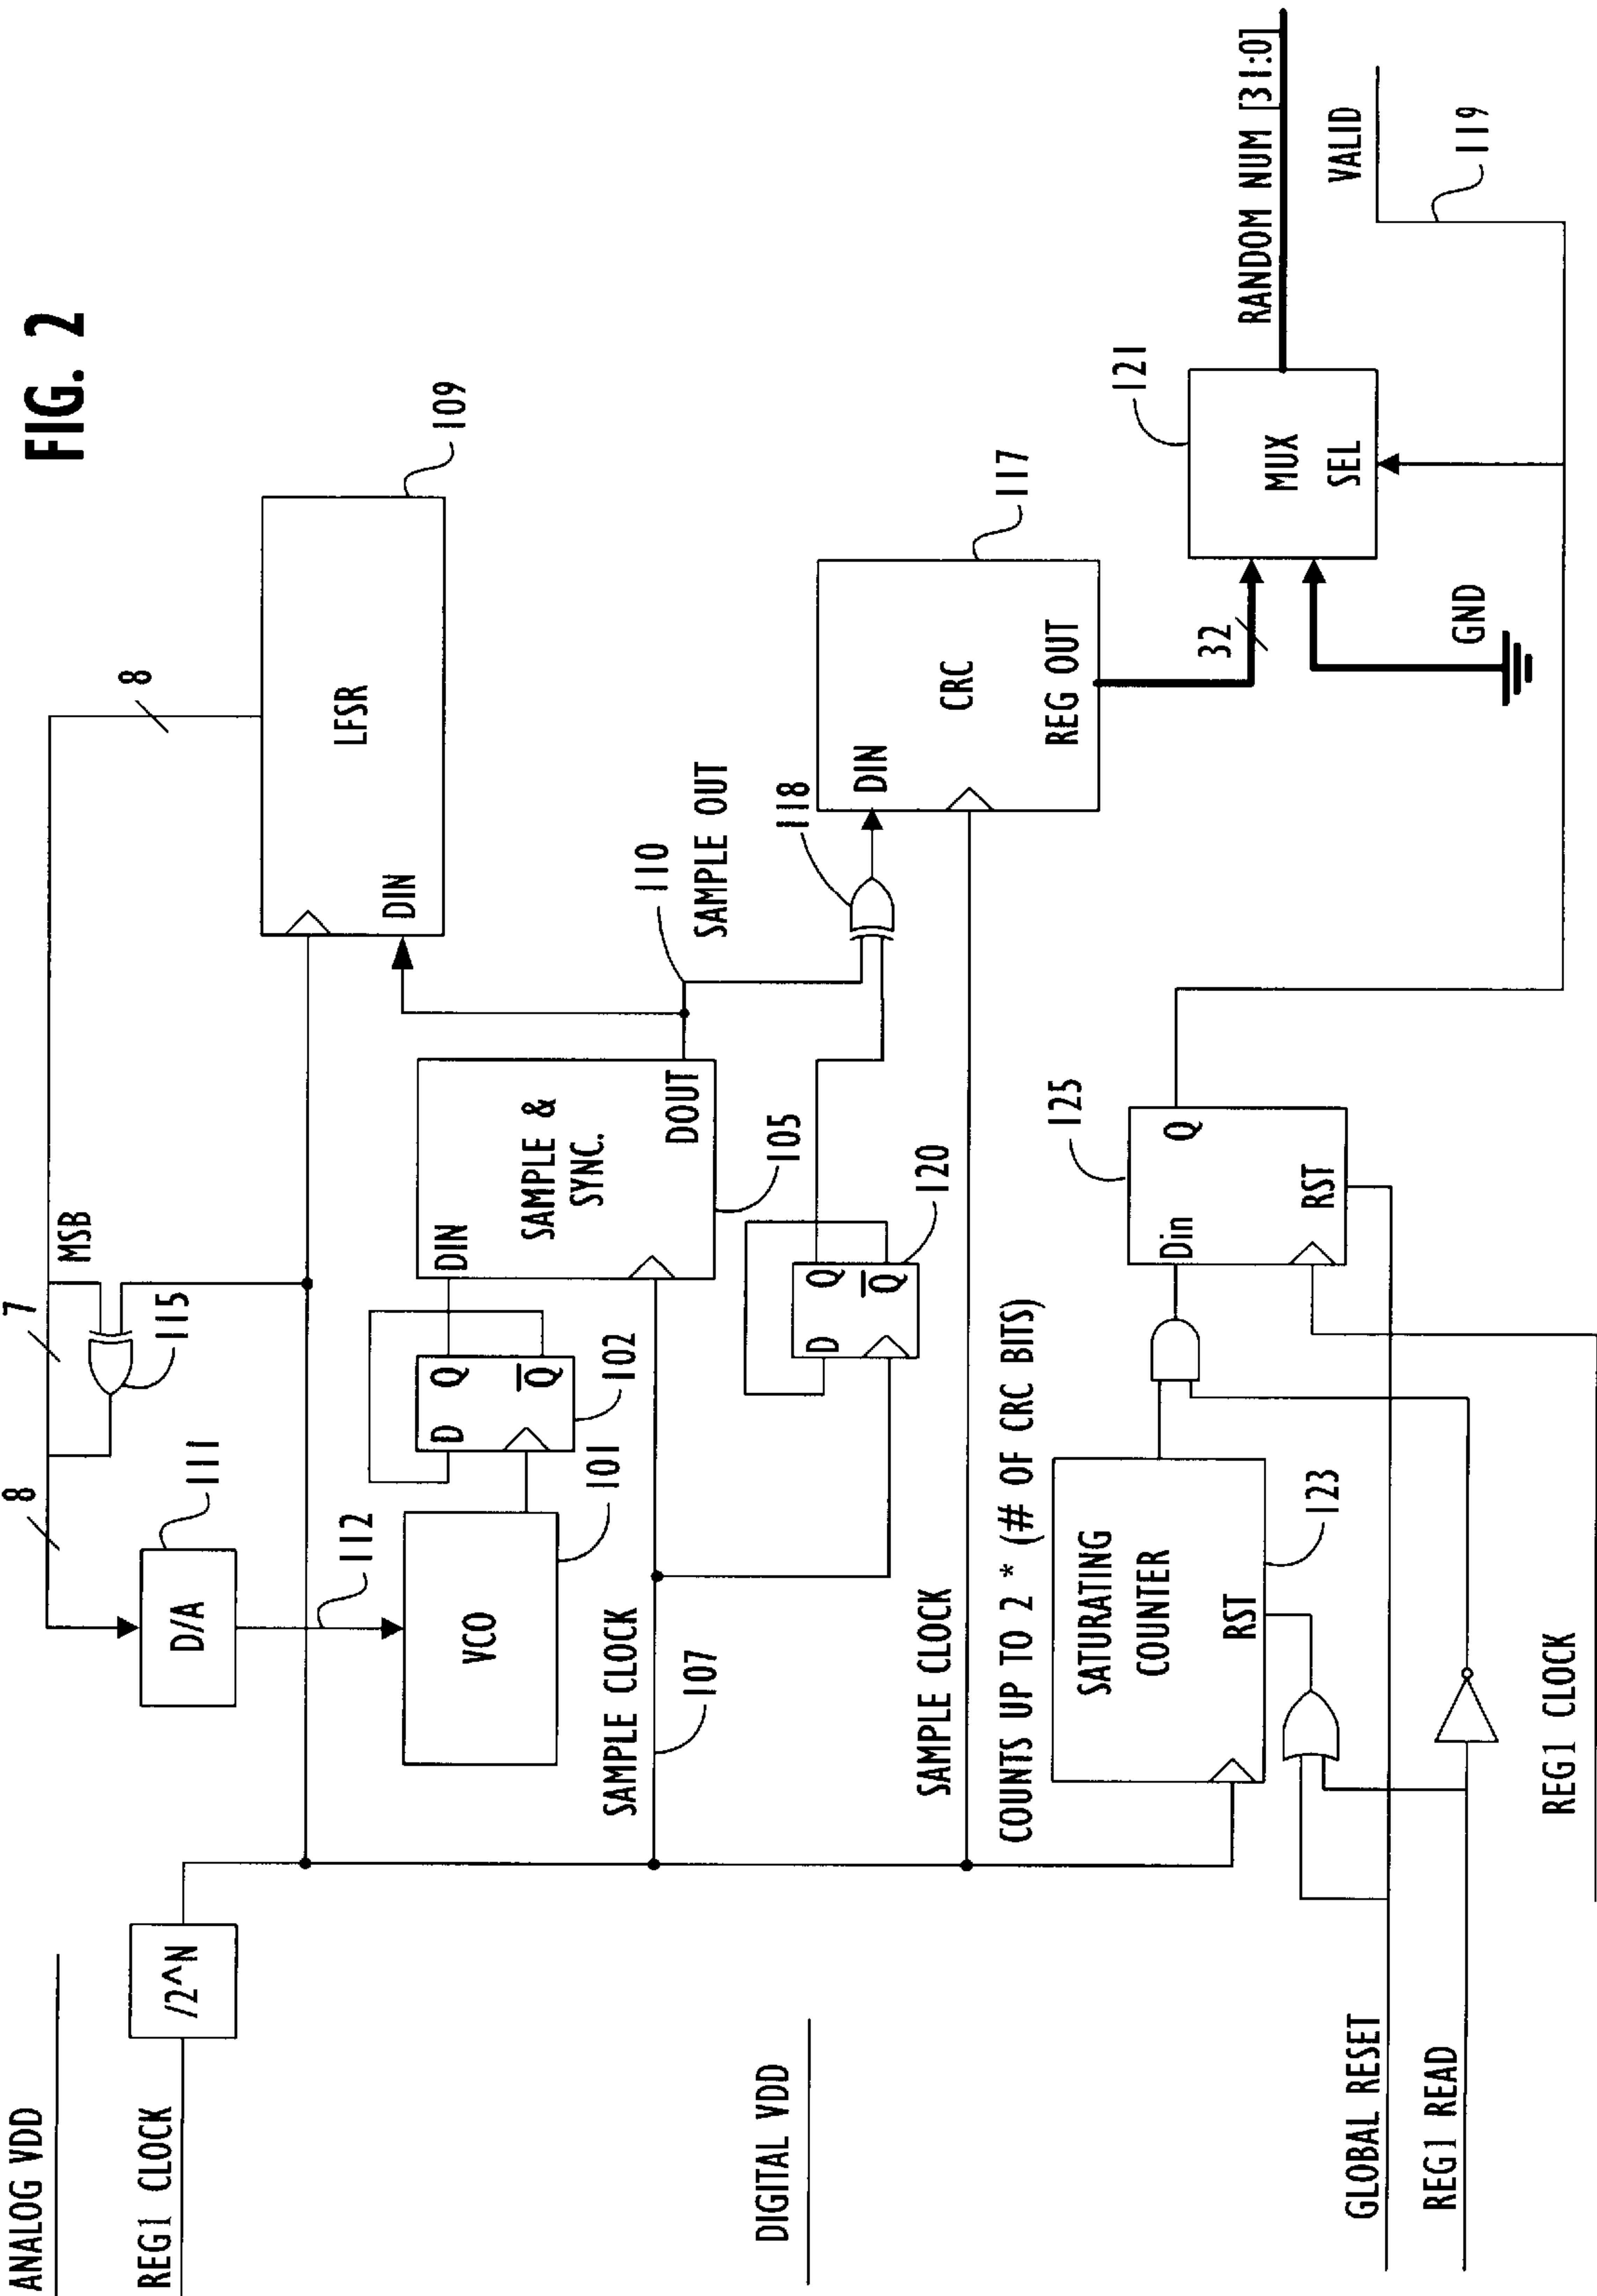 FIG. 2
ANALOG VDD
REG1 CLOCK
/2^N
8
7
MSB
8
D/A
111
115
112
LFSR
DIN
109
VCO
101
D Q
Q
102
DIN
SAMPLE &
SYNC.
DOUT
105
110
SAMPLE OUT
SAMPLE CLOCK
107
D Q
Q
120
118
DIN
CRC
REG OUT
117
DIGITAL VDD
SAMPLE CLOCK
COUNTS UP TO 2 * (# OF CRC BITS)
SATURATING
COUNTER
RST
123
Din Q
RST
125
32
GND
MUX
SEL
121
RANDOM NUM [31:0]
VALID
119
GLOBAL RESET
REG1 READ
REG1 CLOCK